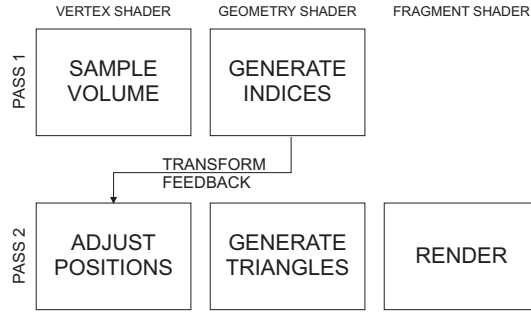 VERTEX SHADER
GEOMETRY SHADER
FRAGMENT SHADER
PASS 1
SAMPLE
VOLUME
GENERATE
INDICES
TRANSFORM
FEEDBACK
PASS 2
ADJUST
POSITIONS
GENERATE
TRIANGLES
RENDER